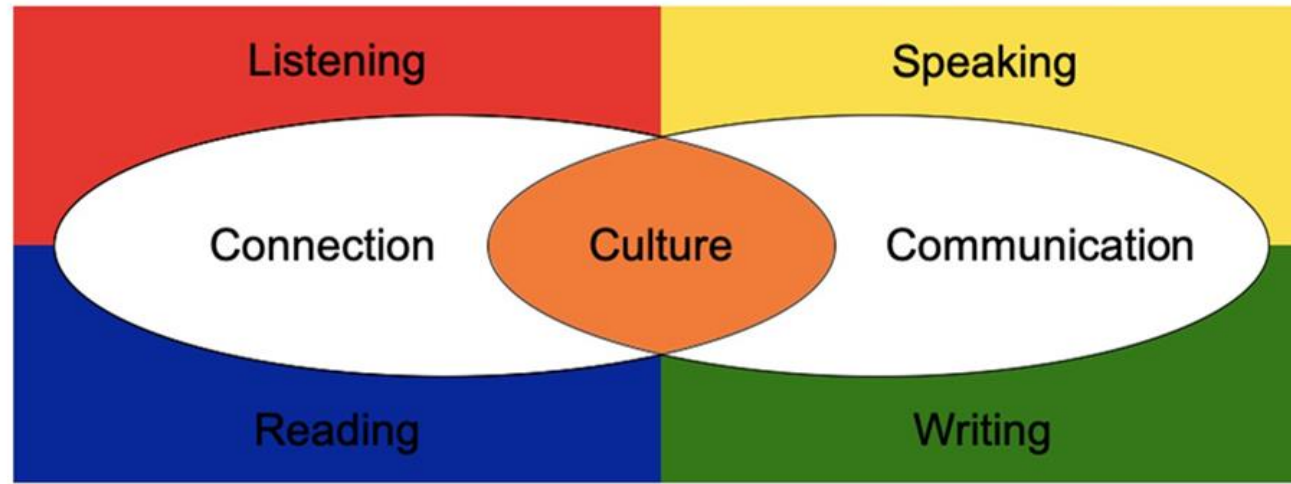 Listening
Speaking
Connection
Culture
Communication
Reading
Writing